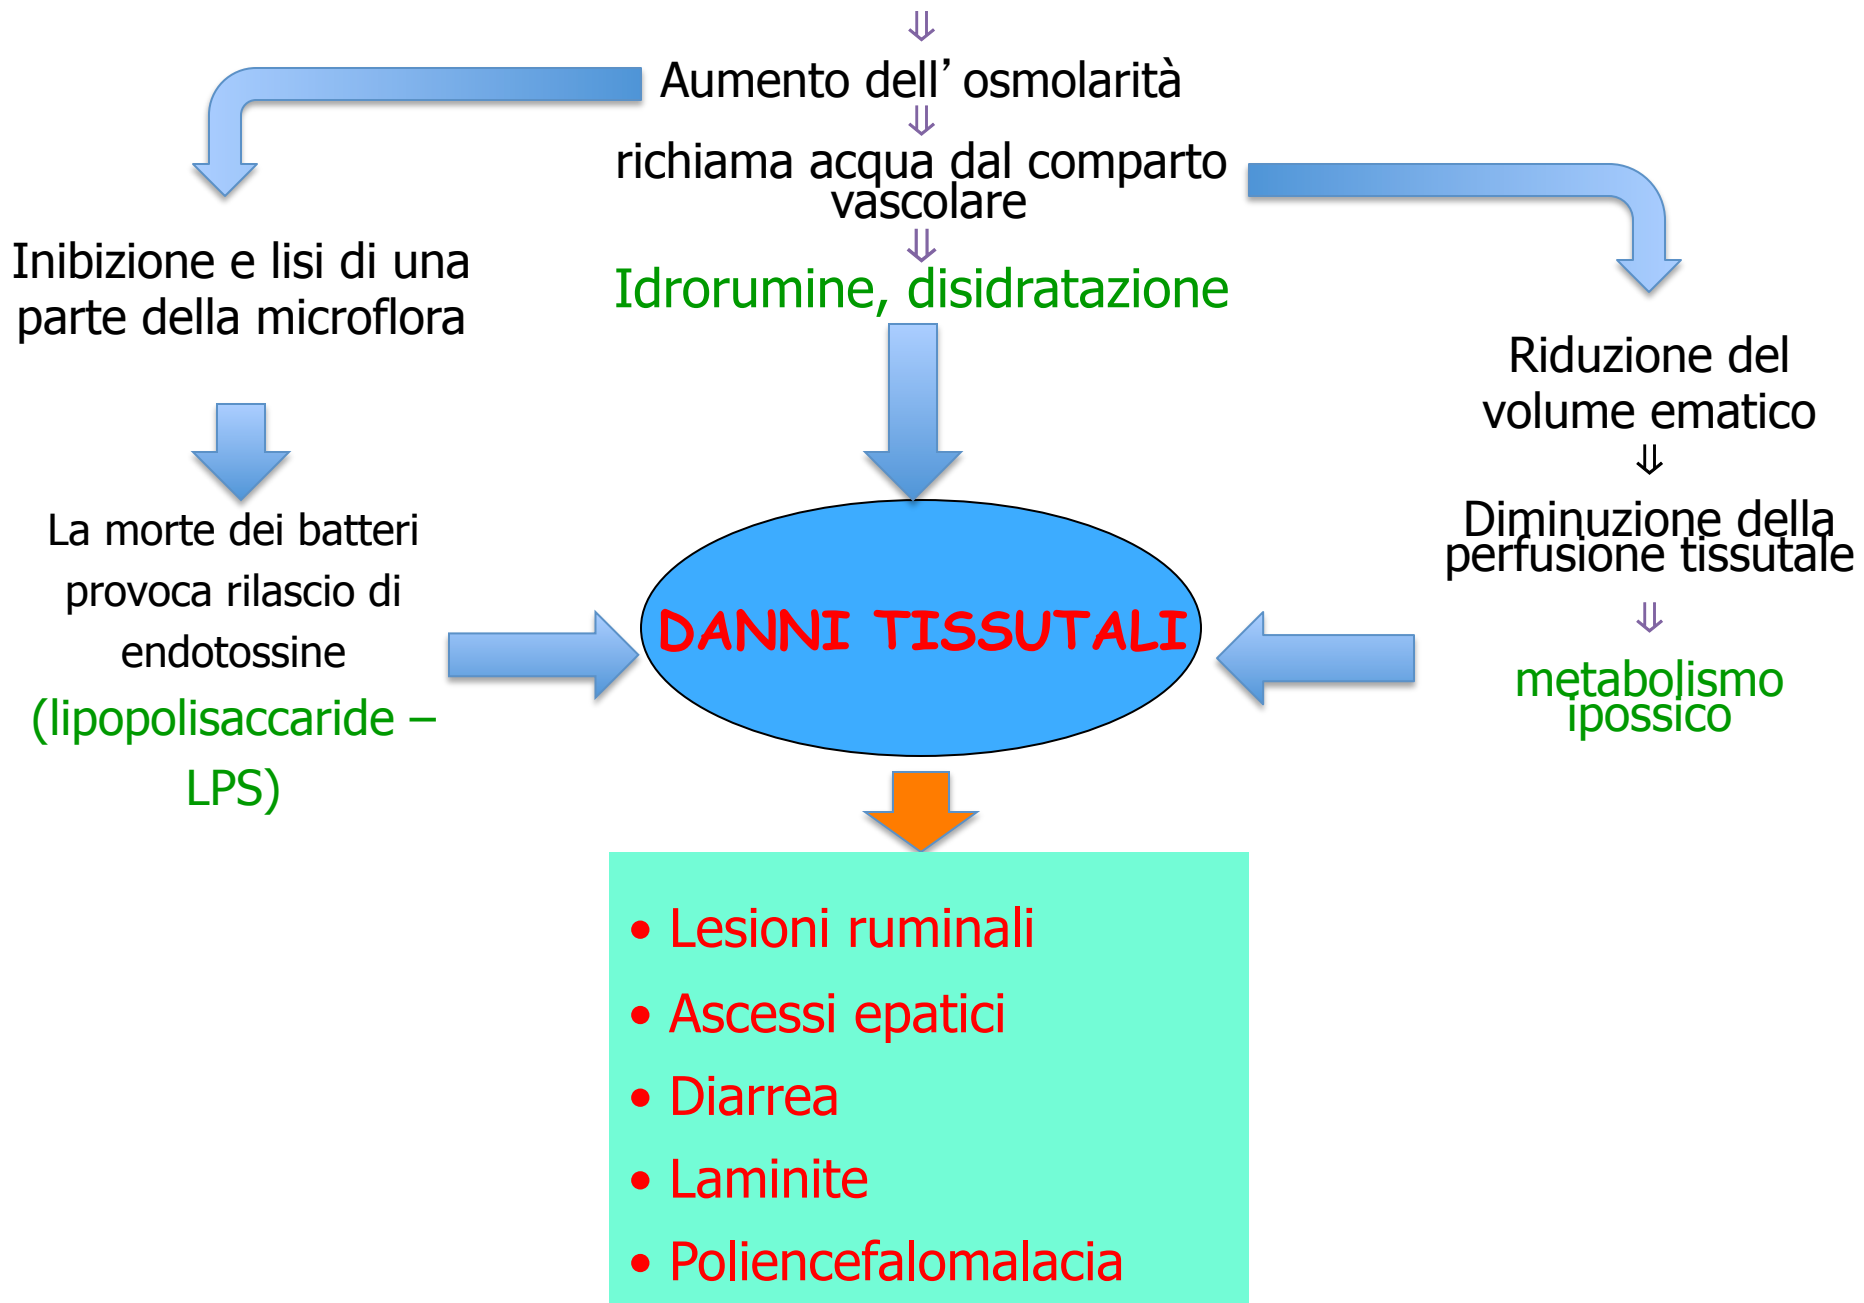 ⇓
Aumento dell’ osmolarità
⇓
richiama acqua dal comparto
vascolare
⇓
Idrorumine, disidratazione
Inibizione e lisi di una
parte della microflora
La morte dei batteri
provoca rilascio di
endotossine
(lipopolisaccaride –
LPS)
Riduzione del
volume ematico
⇓
Diminuzione della
perfusione tissutale
⇓
metabolismo
ipossico
DANNI TISSUTALI
• Lesioni ruminali
• Ascessi epatici
• Diarrea
• Laminite
• Poliencefalomalacia